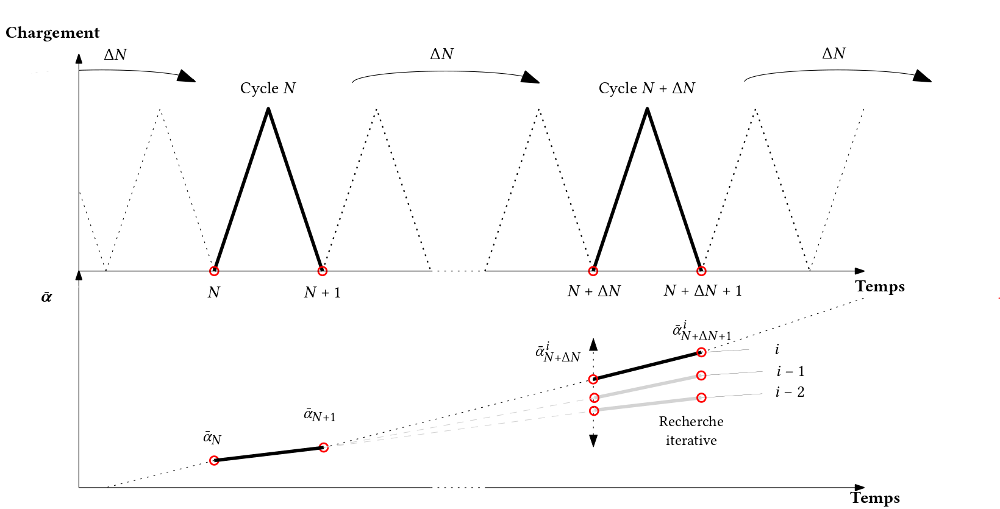 Chargement
ΔN
ΔN
ΔN
Cycle N
Cycle N + ΔN
N
N + 1
N + ΔN
N + ΔN + 1
Temps
ᾱ
ᾱ_N
ᾱ_{N+1}
ᾱ^i_{N+ΔN}
ᾱ^i_{N+ΔN+1}
i
i − 1
i − 2
Recherche
iterative
Temps